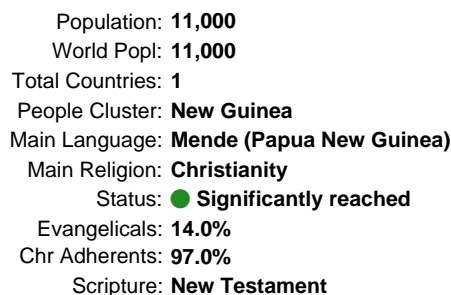 Population: 11,000
World Popl: 11,000
Total Countries: 1
People Cluster: New Guinea
Main Language: Mende (Papua New Guinea)
Main Religion: Christianity
Status: Significantly reached
Evangelicals: 14.0%
Chr Adherents: 97.0%
Scripture: New Testament